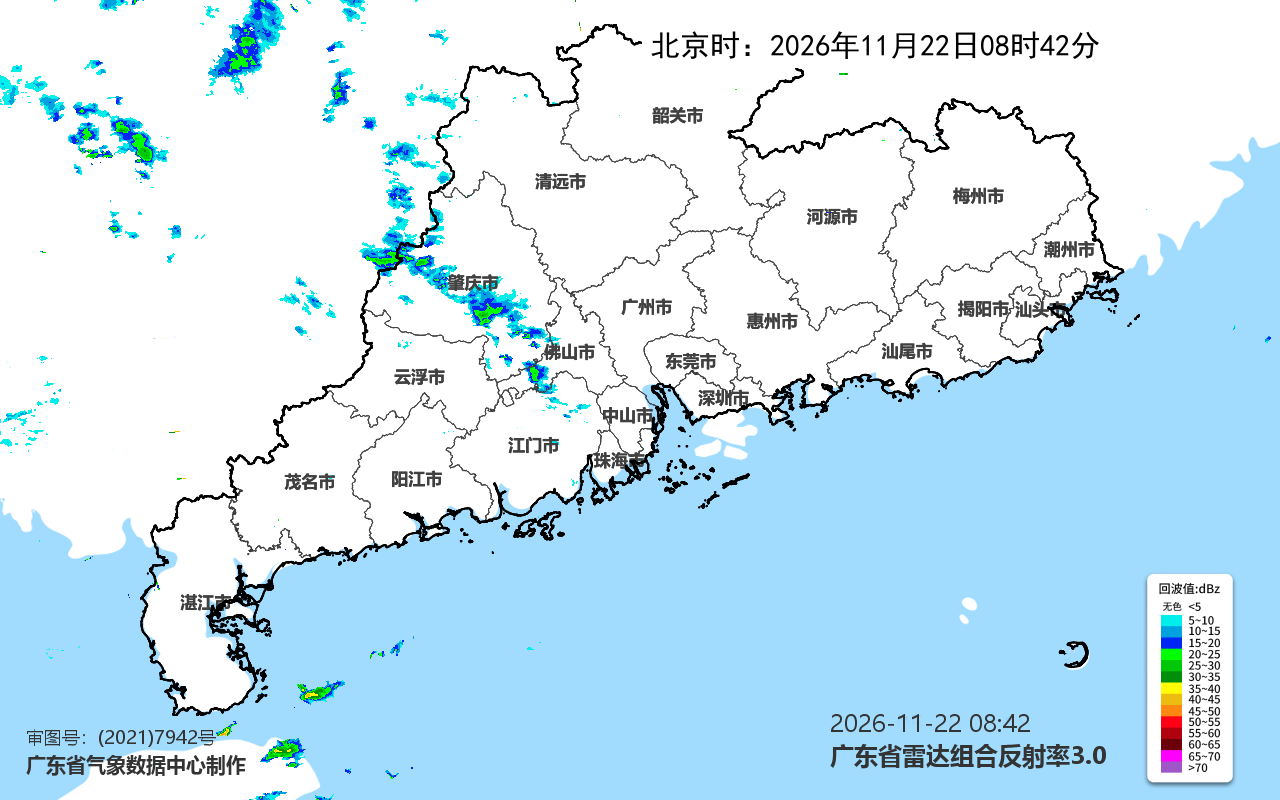 北京时：2026年11月22日08时42分
韶关市
清远市
梅州市
河源市
潮州市
肇庆市
广州市
揭阳市
汕头市
惠州市
佛山市
汕尾市
东莞市
云浮市
深圳市
中山市
江门市
珠海市
阳江市
茂名市
湛江市
回波值:dBz
无色 <5
5~10
10~15
15~20
20~25
25~30
30~35
35~40
40~45
45~50
50~55
55~60
60~65
65~70
>70
2026-11-22 08:42
广东省雷达组合反射率3.0
审图号：(2021)7942号
广东省气象数据中心制作